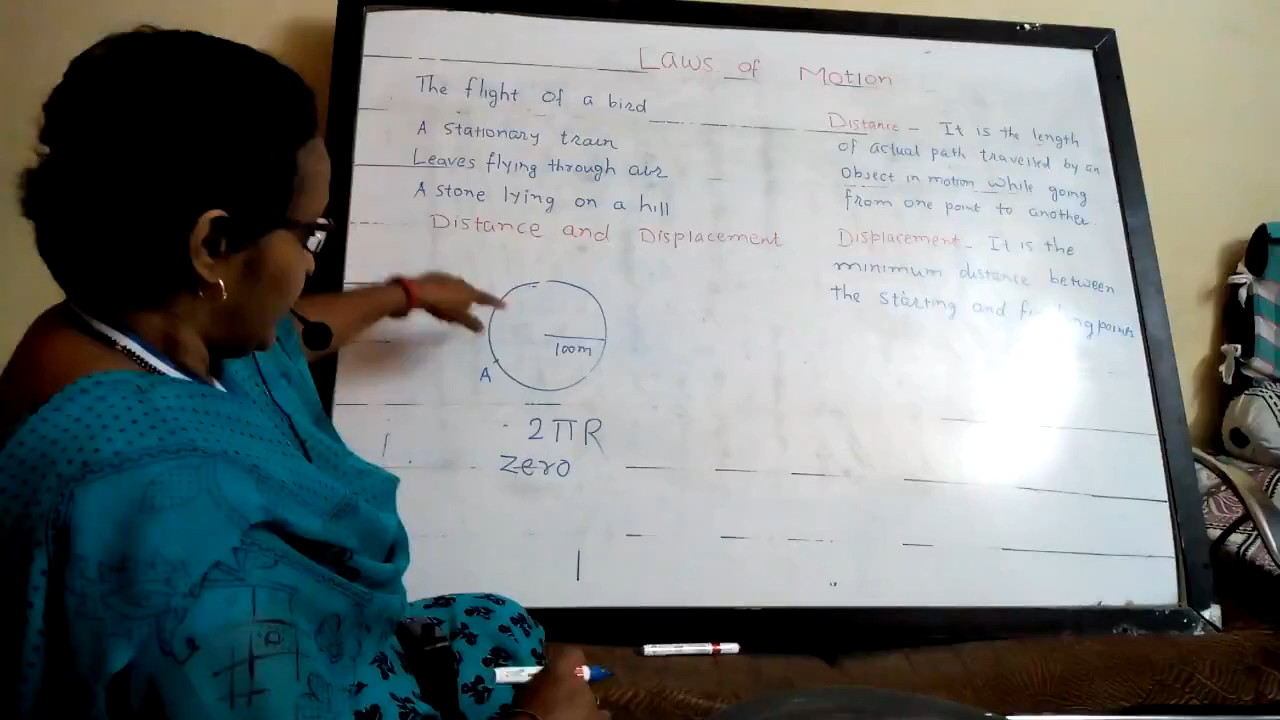 Laws of Motion
The flight of a bird
A stationary train
Leaves flying through air
A stone lying on a hill
Distance and Displacement
100m
A
2πR
zero
Distance - It is the length
of actual path travelled by an
object in motion while going
from one point to another.
Displacement - It is the
minimum distance between
the starting and points